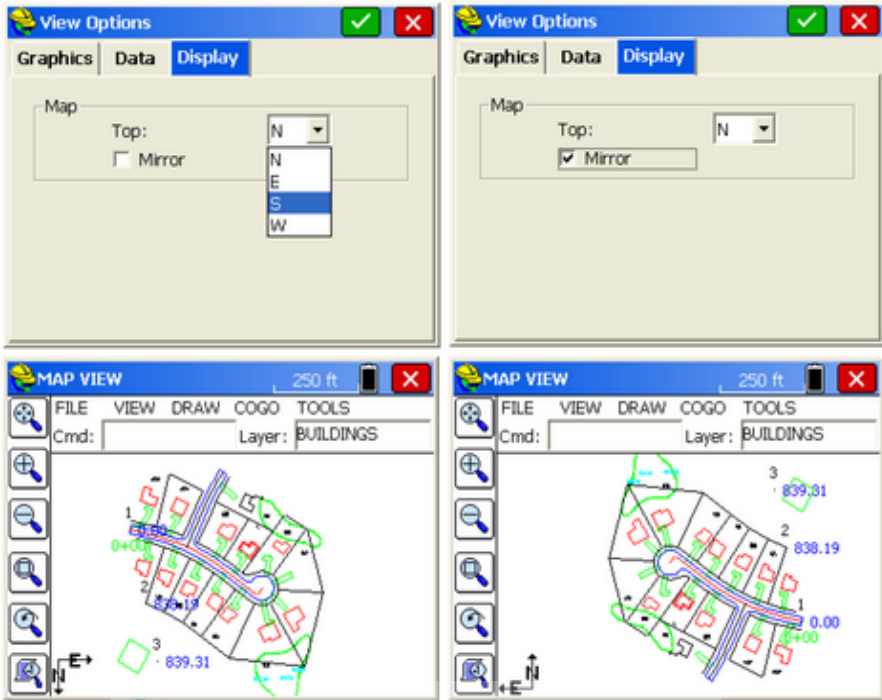 View Options
Graphics Data Display
Map
Top: N
Mirror
N
E
S
W
View Options
Graphics Data Display
Map
Top: N
Mirror
MAP VIEW 250 ft
FILE VIEW DRAW COGO TOOLS
Cmd: Layer: BUILDINGS
1
0.00
0+00
2
838.19
3
839.31
E
N
MAP VIEW 250 ft
FILE VIEW DRAW COGO TOOLS
Cmd: Layer: BUILDINGS
3
839.31
2
838.19
1
0.00
0+00
N
E